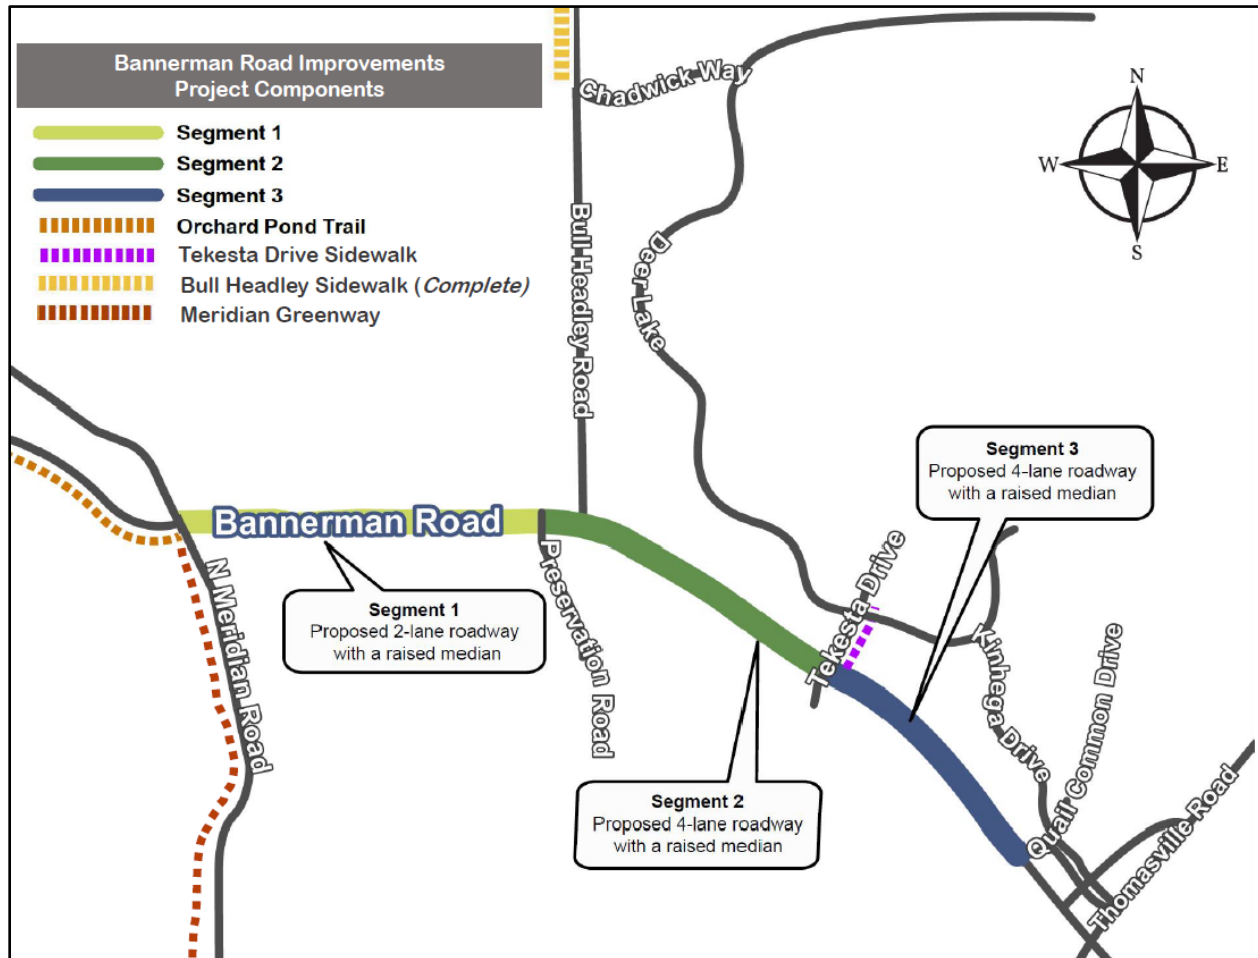 Bannerman Road Improvements
Project Components
Segment 1
Segment 2
Segment 3
Orchard Pond Trail
Tekesta Drive Sidewalk
Bull Headley Sidewalk (Complete)
Meridian Greenway
N
W
E
S
Chadwick Way
Bull Headley Road
Deer Lake
Segment 3
Proposed 4-lane roadway
with a raised median
Bannerman Road
Segment 1
Proposed 2-lane roadway
with a raised median
N Meridian Road
Preservation Road
Tekesta Drive
Kinhega Drive
Quail Common Drive
Thomasville Road
Segment 2
Proposed 4-lane roadway
with a raised median